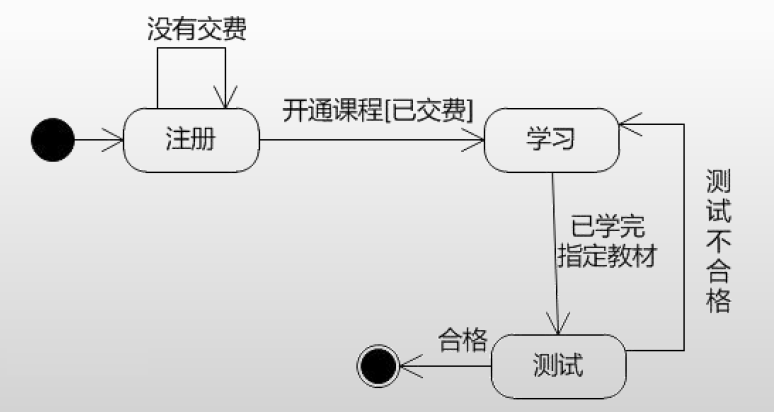 没有交费
开通课程[已交费]
注册
学习
测试不合格
已学完
指定教材
合格
测试